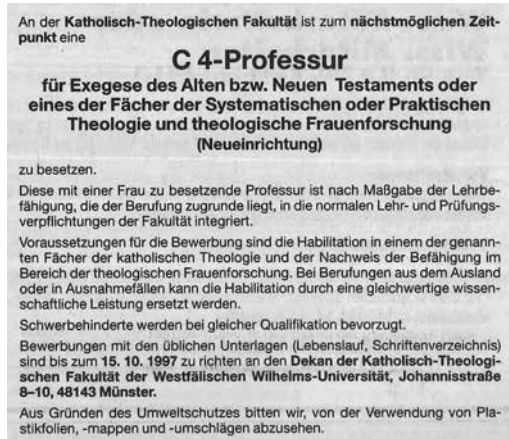 An der Katholisch-Theologischen Fakultät ist zum nächstmöglichen Zeit-
punkt eine
C 4-Professur
für Exegese des Alten bzw. Neuen Testaments oder
eines der Fächer der Systematischen oder Praktischen
Theologie und theologische Frauenforschung
(Neueinrichtung)
zu besetzen.
Diese mit einer Frau zu besetzende Professur ist nach Maßgabe der Lehrbe-
fähigung, die der Berufung zugrunde liegt, in die normalen Lehr- und Prüfungs-
verpflichtungen der Fakultät integriert.
Voraussetzungen für die Bewerbung sind die Habilitation in einem der genann-
ten Fächer der katholischen Theologie und der Nachweis der Befähigung im
Bereich der theologischen Frauenforschung. Bei Berufungen aus dem Ausland
oder in Ausnahmefällen kann die Habilitation durch eine gleichwertige wissen-
schaftliche Leistung ersetzt werden.
Schwerbehinderte werden bei gleicher Qualifikation bevorzugt.
Bewerbungen mit den üblichen Unterlagen (Lebenslauf, Schriftenverzeichnis)
sind bis zum 15. 10. 1997 zu richten an den Dekan der Katholisch-Theologi-
schen Fakultät der Westfälischen Wilhelms-Universität, Johannisstraße
8–10, 48143 Münster.
Aus Gründen des Umweltschutzes bitten wir, von der Verwendung von Pla-
stikfolien, -mappen und -umschlägen abzusehen.